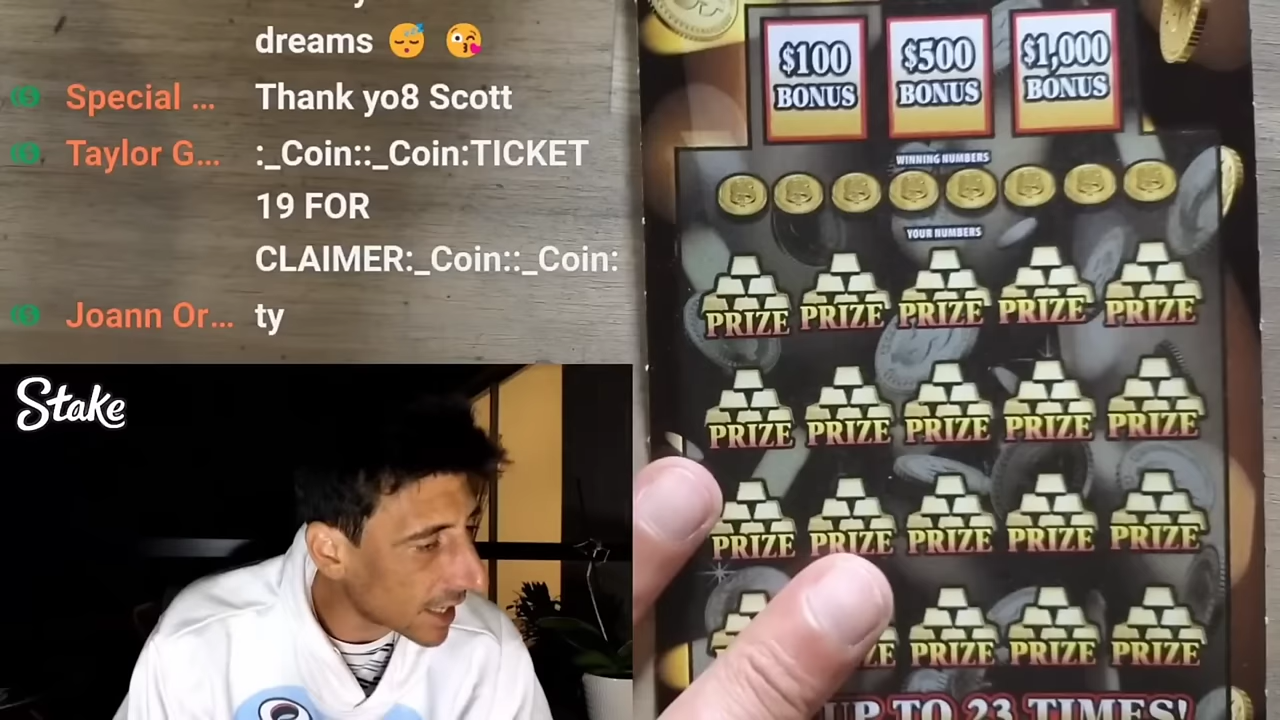 dreams 😴 😘
Special ... Thank yo8 Scott
Taylor G... :_Coin::_Coin:TICKET
19 FOR
CLAIMER:_Coin::_Coin:
Joann Or... ty
Stake
$100 BONUS
$500 BONUS
$1,000 BONUS
WINNING NUMBERS
YOUR NUMBERS
PRIZE PRIZE PRIZE PRIZE PRIZE
PRIZE PRIZE PRIZE PRIZE PRIZE
PRIZE PRIZE PRIZE PRIZE PRIZE
PRIZE PRIZE PRIZE
UP TO 23 TIMES!